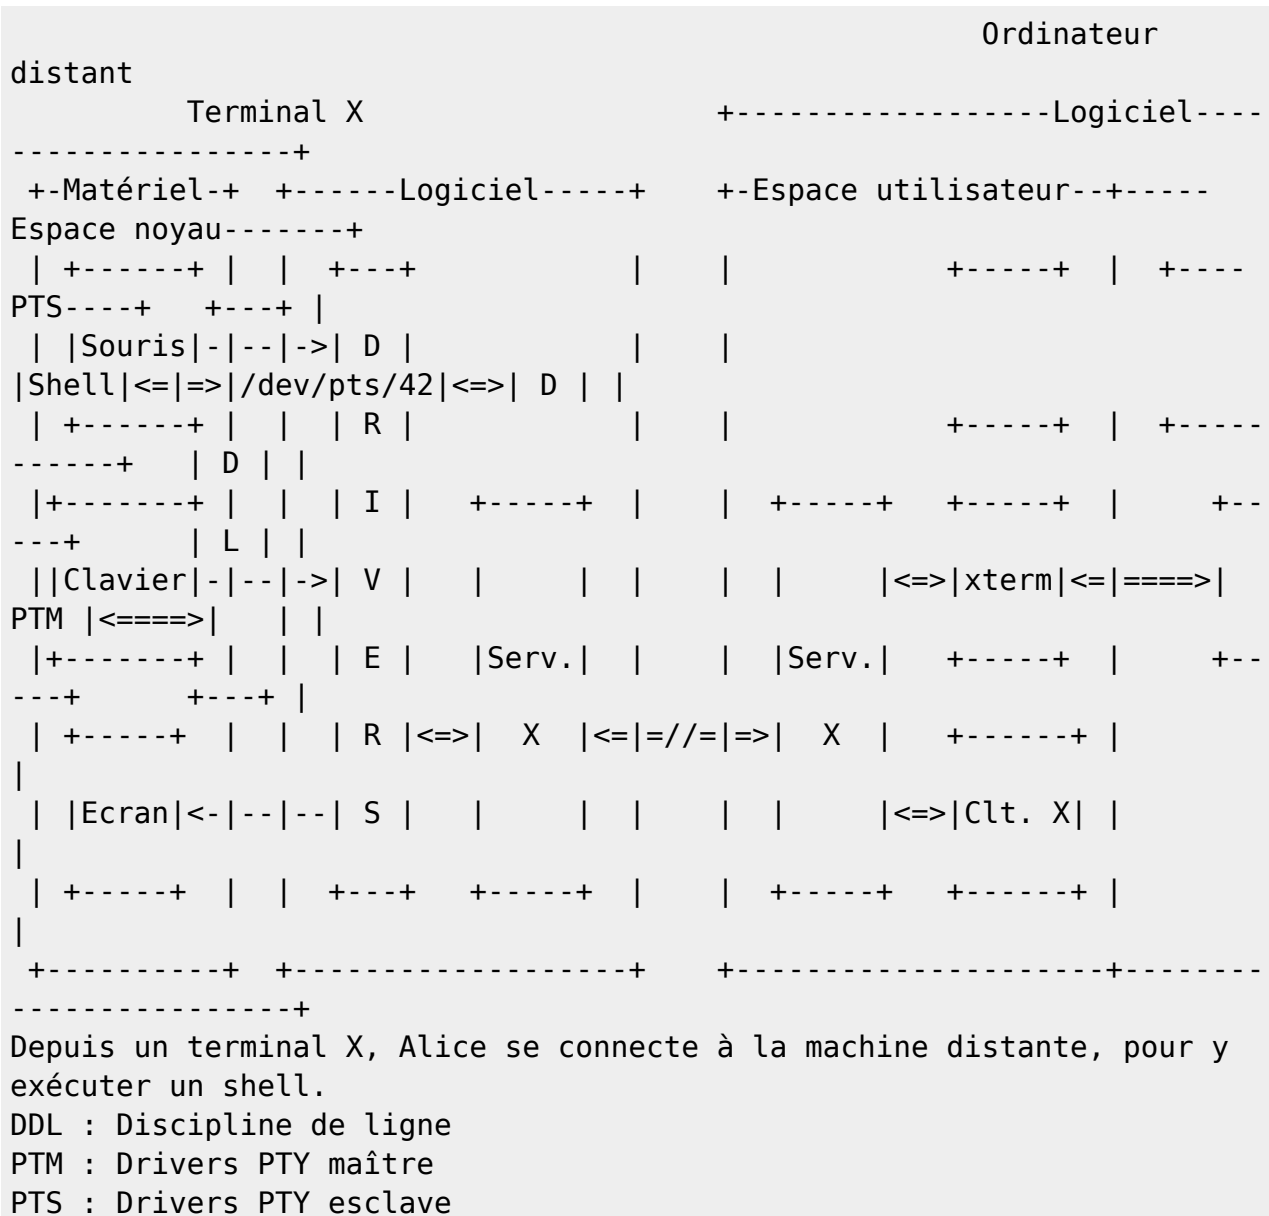 Ordinateur
distant
          Terminal X                    +------------------Logiciel----
----------------+
 +-Matériel-+  +------Logiciel-----+    +-Espace utilisateur--+-----
Espace noyau-------+
 | +------+ |  |  +---+            |    |            +-----+  |  +----
PTS----+   +---+ |
 | |Souris|-|--|->| D |            |    |
|Shell|<=|=>|/dev/pts/42|<=>| D | |
 | +------+ |  |  | R |            |    |            +-----+  |  +-----
------+   | D | |
 |+-------+ |  |  | I |   +-----+  |    |  +-----+   +-----+  |     +--
---+      | L | |
 ||Clavier|-|--|->| V |   |     |  |    |  |     |<=>|xterm|<=|====>|
PTM |<====>|   | |
 |+-------+ |  |  | E |   |Serv.|  |    |  |Serv.|   +-----+  |     +--
---+      +---+ |
 | +-----+  |  |  | R |<=>|  X  |<=|=//=|=>|  X  |   +------+ |
|
 | |Ecran|<-|--|--| S |   |     |  |    |  |     |<=>|Clt. X| |
|
 | +-----+  |  |  +---+   +-----+  |    |  +-----+   +------+ |
|
 +----------+  +-------------------+    +---------------------+--------
----------------+
Depuis un terminal X, Alice se connecte à la machine distante, pour y
exécuter un shell.
DDL : Discipline de ligne
PTM : Drivers PTY maître
PTS : Drivers PTY esclave